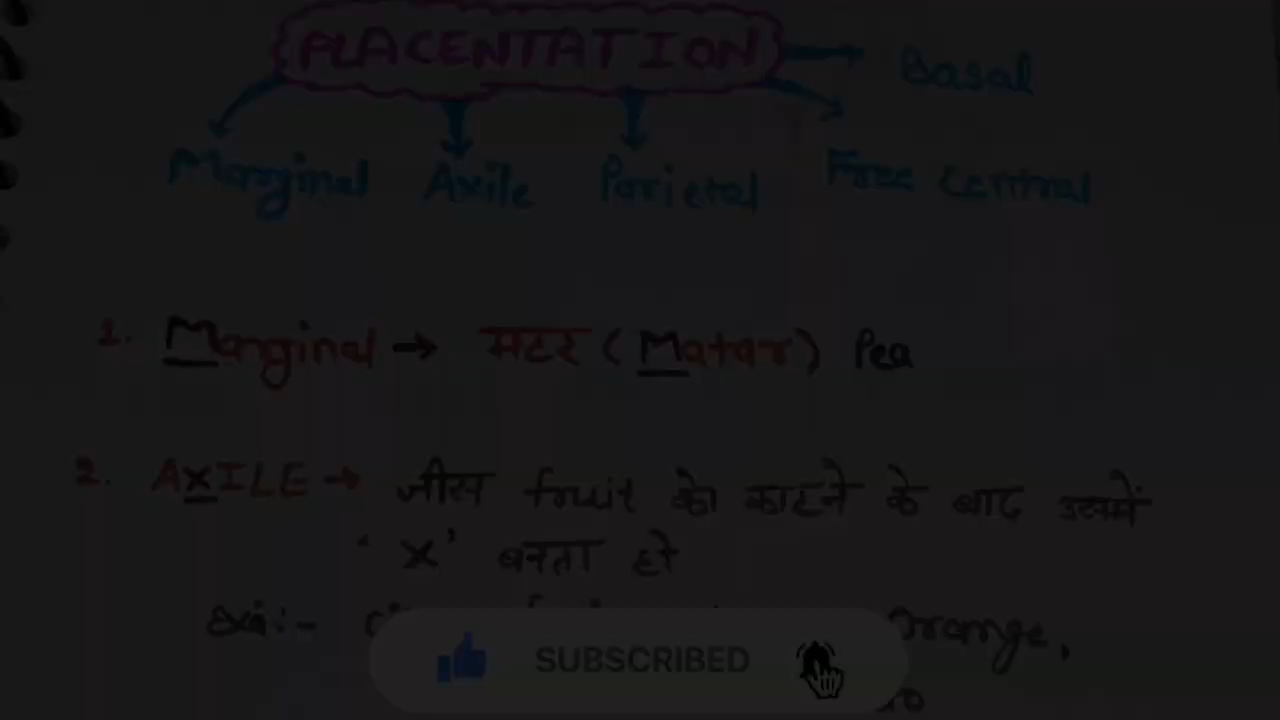 PLACENTATION
Basal
Marginal Axile Parietal Free central
1. Marginal → मटर (Matar) Pea
2. AXILE → जीस fruit को काटने के बाद उसमें
'X' बनता हो
Ex:- Orange,
SUBSCRIBED